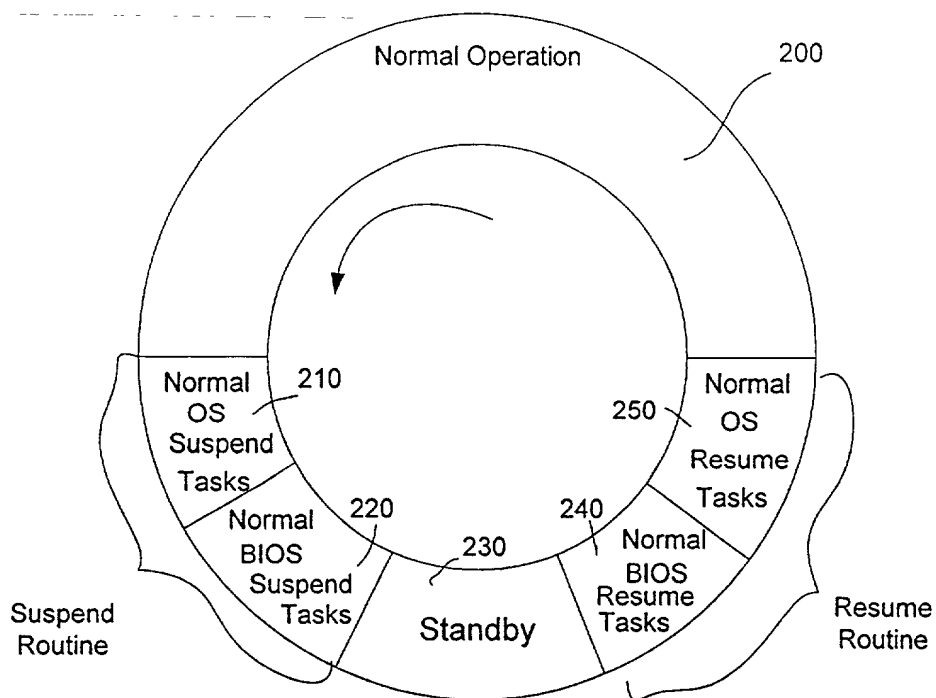 Normal Operation
200
Normal
OS
Suspend
Tasks
210
Normal
BIOS
Suspend
Tasks
220
230
Standby
240
Normal
BIOS
Resume
Tasks
250
Normal
OS
Resume
Tasks
Suspend
Routine
Resume
Routine